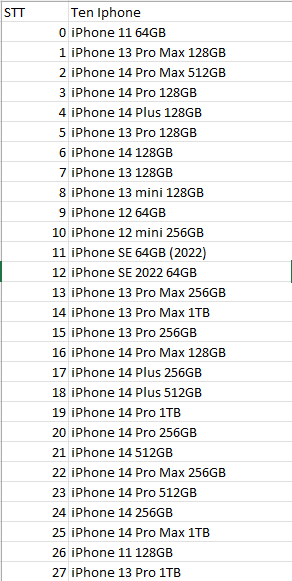 STT Ten Iphone
0 iPhone 11 64GB
1 iPhone 13 Pro Max 128GB
2 iPhone 14 Pro Max 512GB
3 iPhone 14 Pro 128GB
4 iPhone 14 Plus 128GB
5 iPhone 13 Pro 128GB
6 iPhone 14 128GB
7 iPhone 13 128GB
8 iPhone 13 mini 128GB
9 iPhone 12 64GB
10 iPhone 12 mini 256GB
11 iPhone SE 64GB (2022)
12 iPhone SE 2022 64GB
13 iPhone 13 Pro Max 256GB
14 iPhone 13 Pro Max 1TB
15 iPhone 13 Pro 256GB
16 iPhone 14 Pro Max 128GB
17 iPhone 14 Plus 256GB
18 iPhone 14 Plus 512GB
19 iPhone 14 Pro 1TB
20 iPhone 14 Pro 256GB
21 iPhone 14 512GB
22 iPhone 14 Pro Max 256GB
23 iPhone 14 Pro 512GB
24 iPhone 14 256GB
25 iPhone 14 Pro Max 1TB
26 iPhone 11 128GB
27 iPhone 13 Pro 1TB